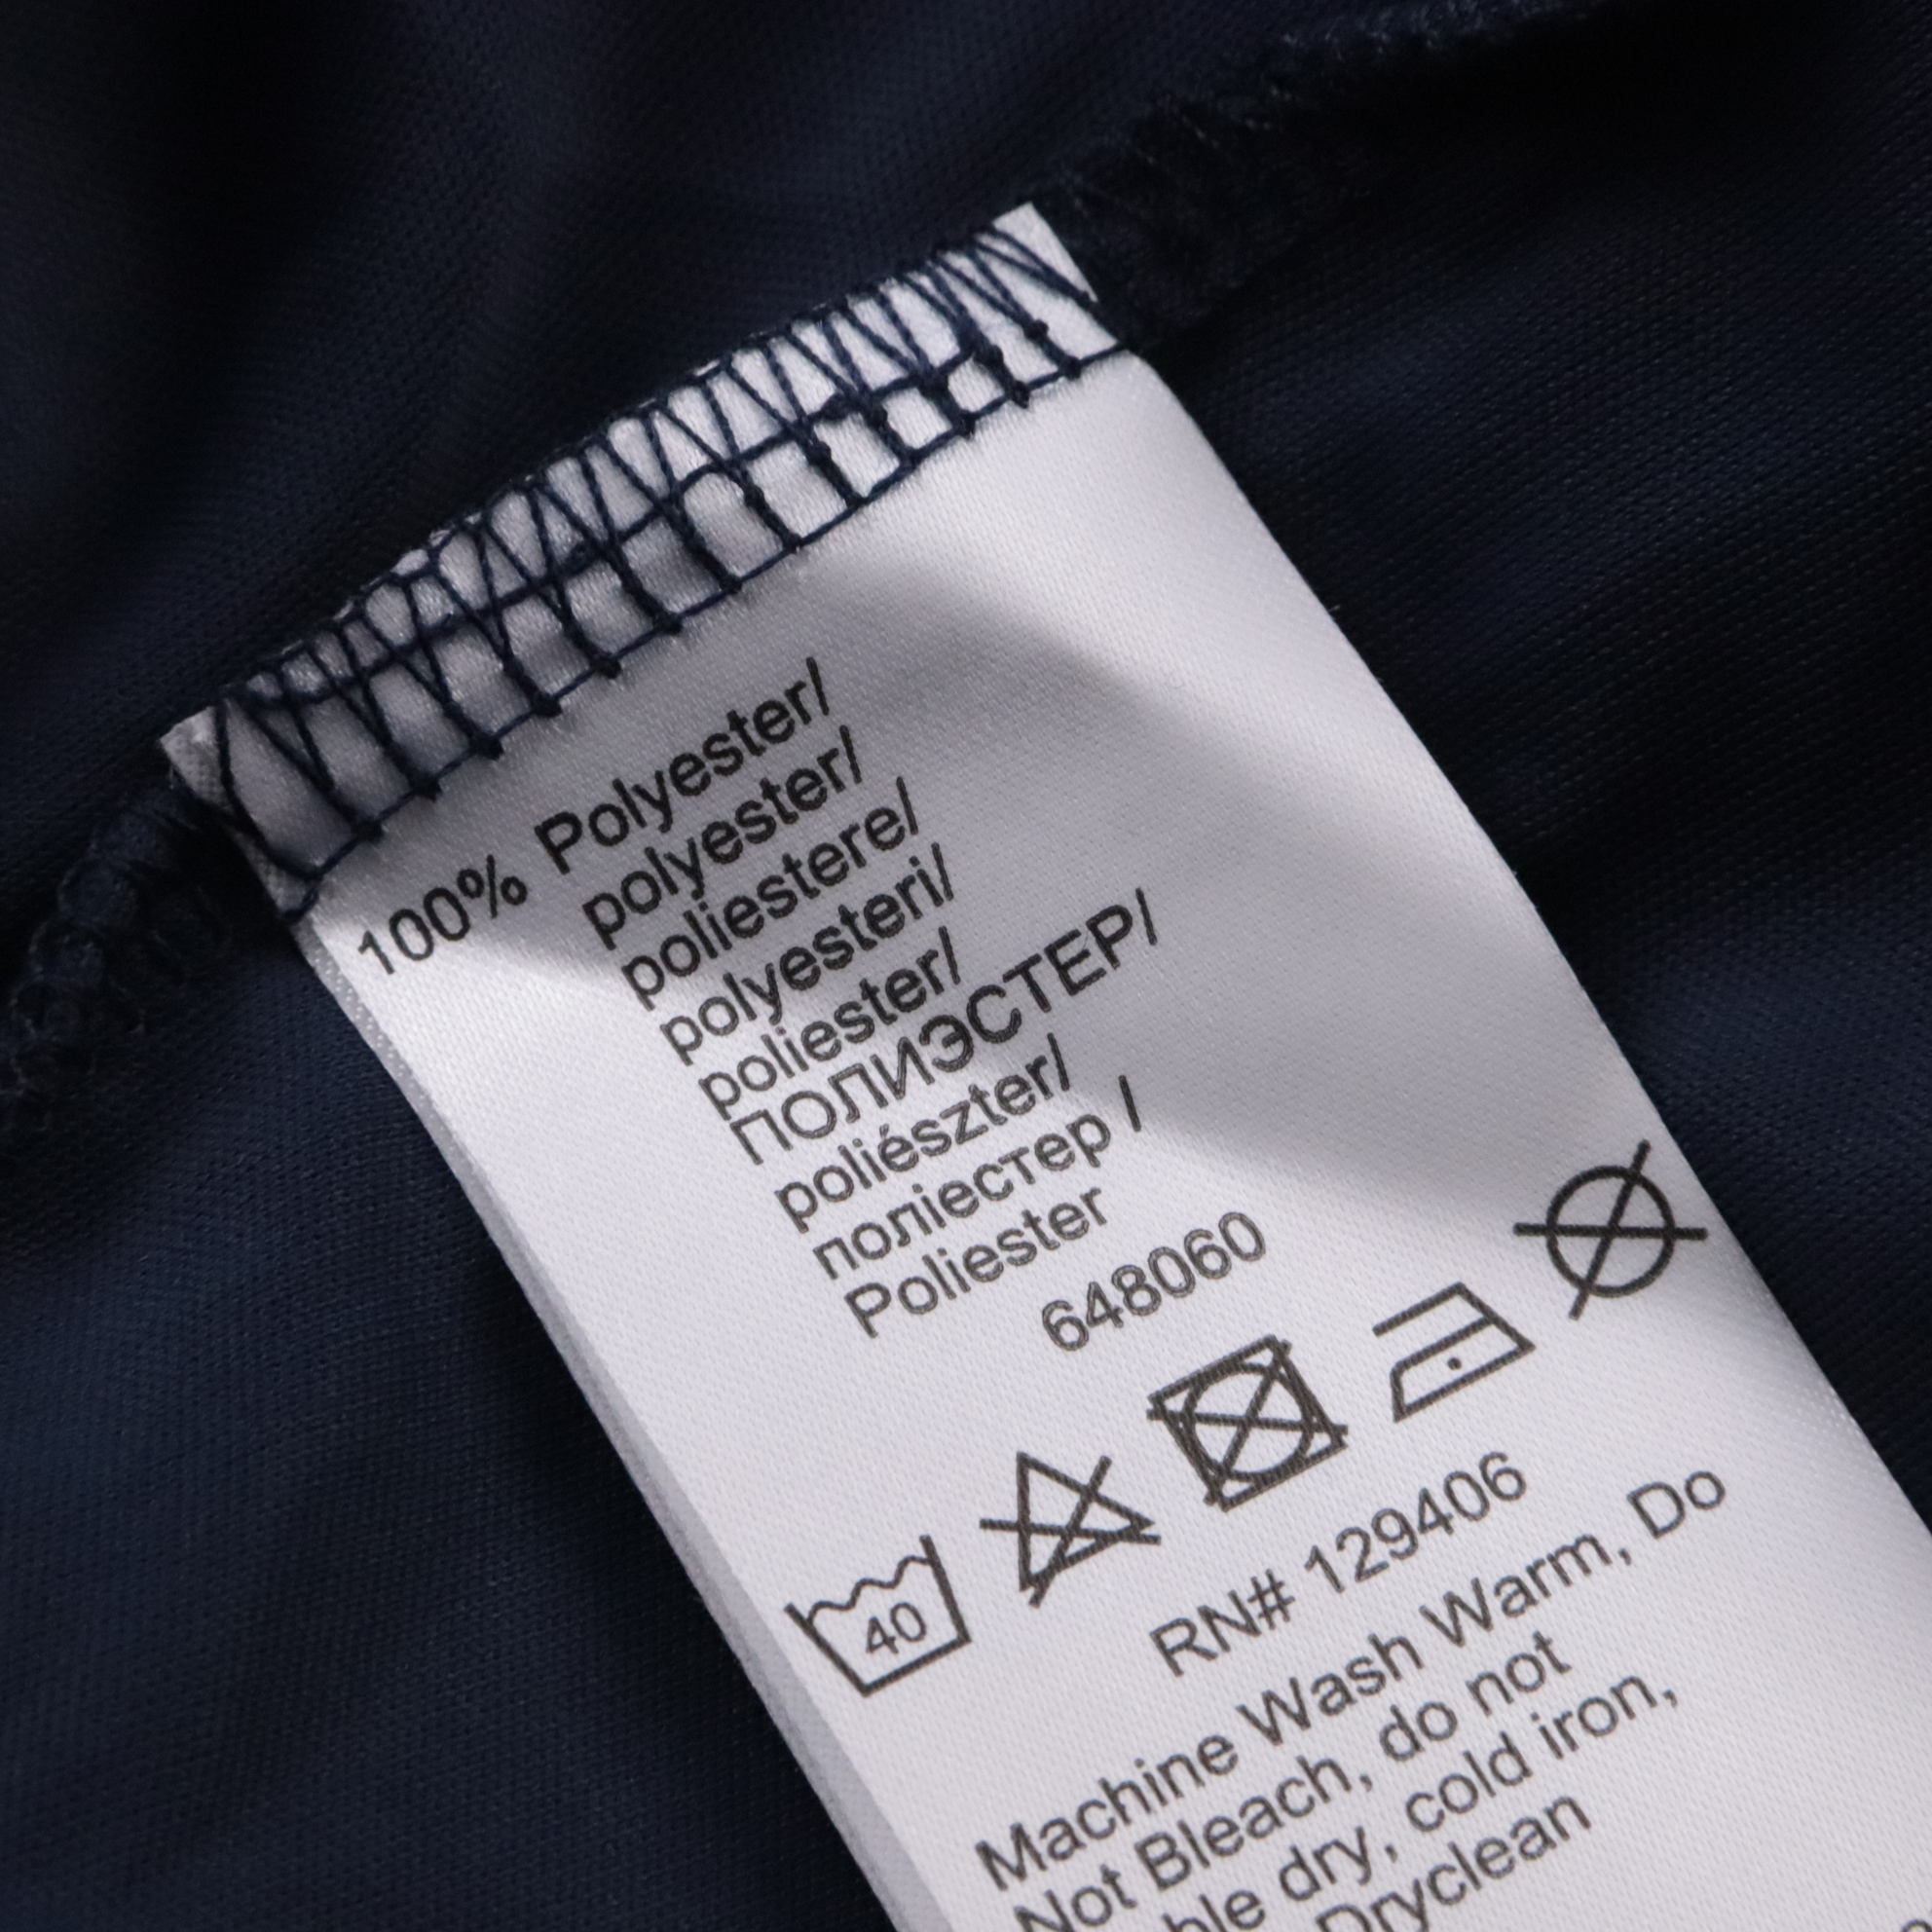 100% Polyester/
polyester/
poliestere/
polyesteri/
poliester/
ПОЛИЭСТЕР/
poliészter/
поліестер /
Poliester
648060
40
RN# 129406
Machine Wash Warm, Do
Not Bleach, do not
dry, cold iron,
Dryclean